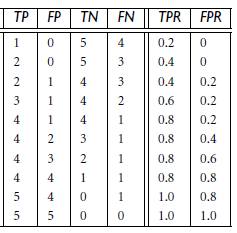 TP FP TN FN TPR FPR
1 0 5 4 0.2 0
2 0 5 3 0.4 0
2 1 4 3 0.4 0.2
3 1 4 2 0.6 0.2
4 1 4 1 0.8 0.2
4 2 3 1 0.8 0.4
4 3 2 1 0.8 0.6
4 4 1 1 0.8 0.8
5 4 0 1 1.0 0.8
5 5 0 0 1.0 1.0